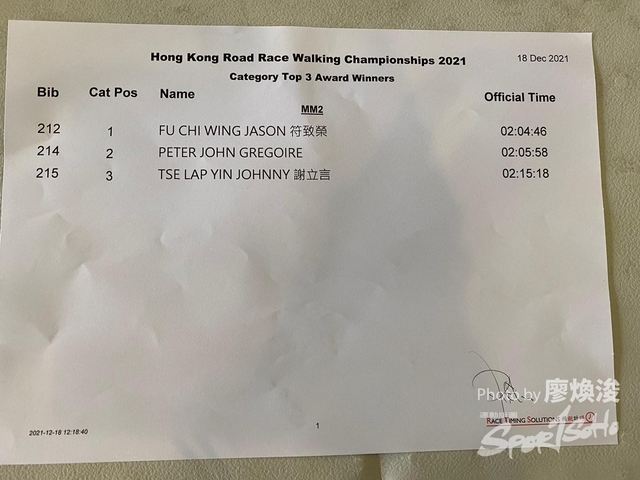 Hong Kong Road Race Walking Championships 2021
18 Dec 2021
Category Top 3 Award Winners
Bib Cat Pos Name Official Time
MM2
212 1 FU CHI WING JASON 符致榮 02:04:46
214 2 PETER JOHN GREGOIRE 02:05:58
215 3 TSE LAP YIN JOHNNY 謝立言 02:15:18
Photo by 廖煥浚
RACE TIMING SOLUTIONS
SPORTSOHO
2021-12-18 12:18:40
1